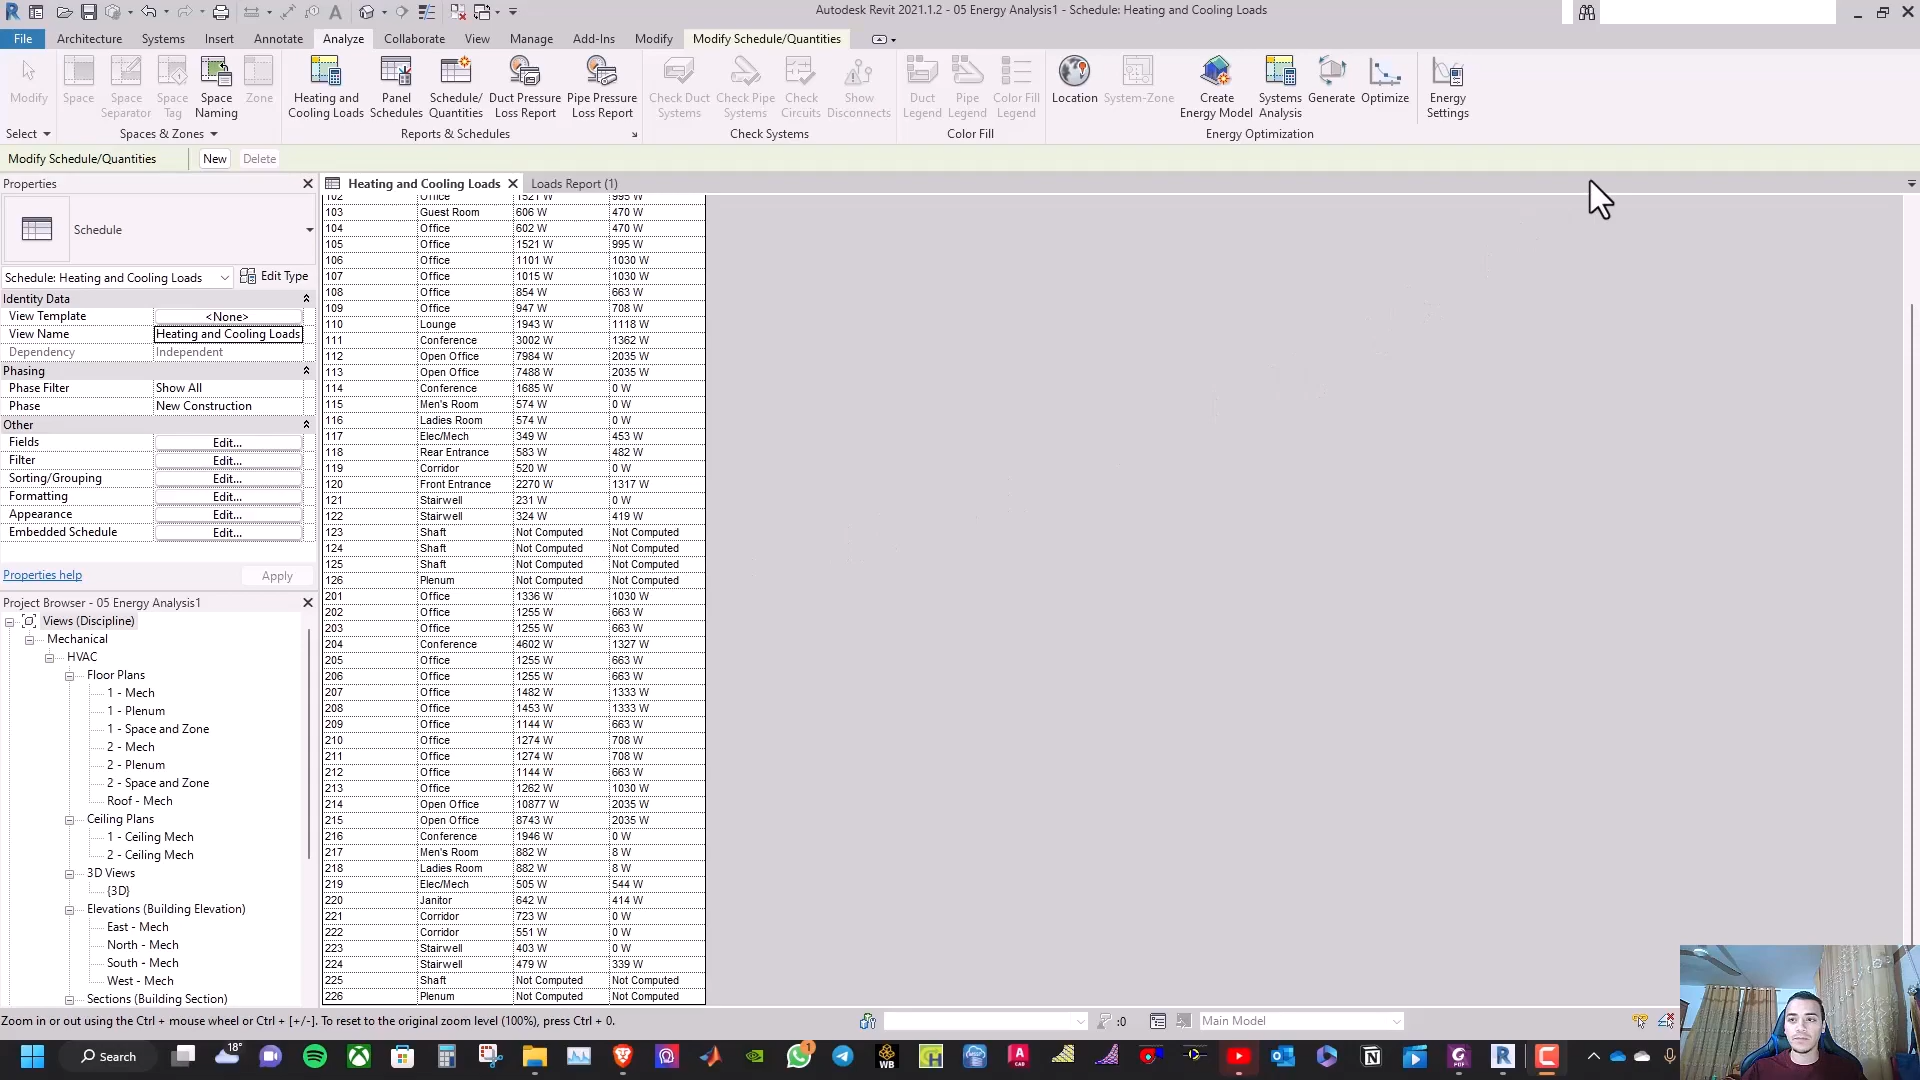 Autodesk Revit 2021.1.2 - 05 Energy Analysis1 - Schedule: Heating and Cooling Loads
File Architecture Systems Insert Annotate Analyze Collaborate View Manage Add-Ins Modify Modify Schedule/Quantities
Modify Space Space Separator Space Tag Space Naming Zone Heating and Cooling Loads Panel Schedules Schedule/ Quantities Duct Pressure Loss Report Pipe Pressure Loss Report Check Duct Systems Check Pipe Systems Check Circuits Show Disconnects Duct Legend Pipe Legend Color Fill Legend Location System-Zone Create Energy Model Systems Analysis Generate Optimize Energy Settings
Select Spaces & Zones Reports & Schedules Check Systems Color Fill Energy Optimization
Modify Schedule/Quantities New Delete
Properties
Schedule
Schedule: Heating and Cooling Loads Edit Type
Identity Data
View Template <None>
View Name Heating and Cooling Loads
Dependency Independent
Phasing
Phase Filter Show All
Phase New Construction
Other
Fields Edit...
Filter Edit...
Sorting/Grouping Edit...
Formatting Edit...
Appearance Edit...
Embedded Schedule Edit...
Properties help Apply
Project Browser - 05 Energy Analysis1
Views (Discipline)
Mechanical
HVAC
Floor Plans
1 - Mech
1 - Plenum
1 - Space and Zone
2 - Mech
2 - Plenum
2 - Space and Zone
Roof - Mech
Ceiling Plans
1 - Ceiling Mech
2 - Ceiling Mech
3D Views
{3D}
Elevations (Building Elevation)
East - Mech
North - Mech
South - Mech
West - Mech
Sections (Building Section)
Heating and Cooling Loads Loads Report (1)
102 Office 1521 W 995 W
103 Guest Room 606 W 470 W
104 Office 602 W 470 W
105 Office 1521 W 995 W
106 Office 1101 W 1030 W
107 Office 1015 W 1030 W
108 Office 854 W 663 W
109 Office 947 W 708 W
110 Lounge 1943 W 1118 W
111 Conference 3002 W 1362 W
112 Open Office 7984 W 2035 W
113 Open Office 7488 W 2035 W
114 Conference 1685 W 0 W
115 Men's Room 574 W 0 W
116 Ladies Room 574 W 0 W
117 Elec/Mech 349 W 453 W
118 Rear Entrance 583 W 482 W
119 Corridor 520 W 0 W
120 Front Entrance 2270 W 1317 W
121 Stairwell 231 W 0 W
122 Stairwell 324 W 419 W
123 Shaft Not Computed Not Computed
124 Shaft Not Computed Not Computed
125 Shaft Not Computed Not Computed
126 Plenum Not Computed Not Computed
201 Office 1336 W 1030 W
202 Office 1255 W 663 W
203 Office 1255 W 663 W
204 Conference 4602 W 1327 W
205 Office 1255 W 663 W
206 Office 1255 W 663 W
207 Office 1482 W 1333 W
208 Office 1453 W 1333 W
209 Office 1144 W 663 W
210 Office 1274 W 708 W
211 Office 1274 W 708 W
212 Office 1144 W 663 W
213 Office 1262 W 1030 W
214 Open Office 10877 W 2035 W
215 Open Office 8743 W 2035 W
216 Conference 1946 W 0 W
217 Men's Room 882 W 8 W
218 Ladies Room 882 W 8 W
219 Elec/Mech 505 W 544 W
220 Janitor 642 W 414 W
221 Corridor 723 W 0 W
222 Corridor 551 W 0 W
223 Stairwell 403 W 0 W
224 Stairwell 479 W 339 W
225 Shaft Not Computed Not Computed
226 Plenum Not Computed Not Computed
Zoom in or out using the Ctrl + mouse wheel or Ctrl + [+/-]. To reset to the original zoom level (100%), press Ctrl + 0. :0 Main Model
Search 18° 1 WB